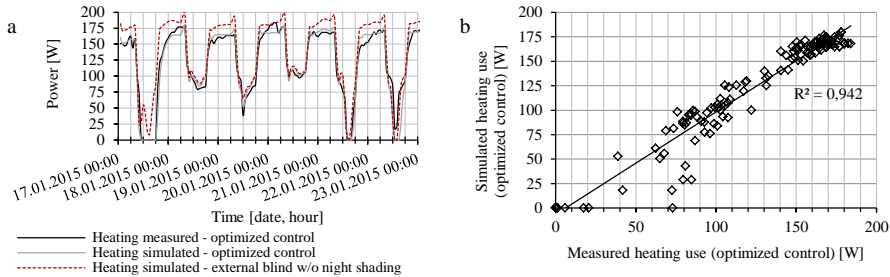 a
Power [W]
200
175
150
125
100
75
50
25
0
17.01.2015 00:00
18.01.2015 00:00
19.01.2015 00:00
20.01.2015 00:00
21.01.2015 00:00
22.01.2015 00:00
23.01.2015 00:00
Time [date, hour]
Heating measured - optimized control
Heating simulated - optimized control
Heating simulated - external blind w/o night shading
b
Simulated heating use
(optimized control) [W]
200
175
150
125
100
75
50
25
0
R² = 0,942
0 50 100 150 200
Measured heating use (optimized control) [W]